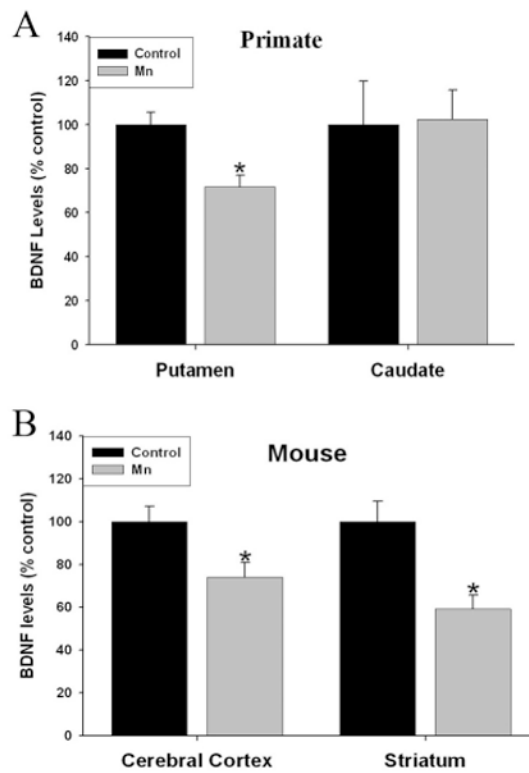 A
Primate
Control
Mn
BDNF Levels (% control)
140
120
100
80
60
40
20
0
*
Putamen
Caudate
B
Mouse
Control
Mn
BDNF levels (% control)
140
120
100
80
60
40
20
0
*
*
Cerebral Cortex
Striatum